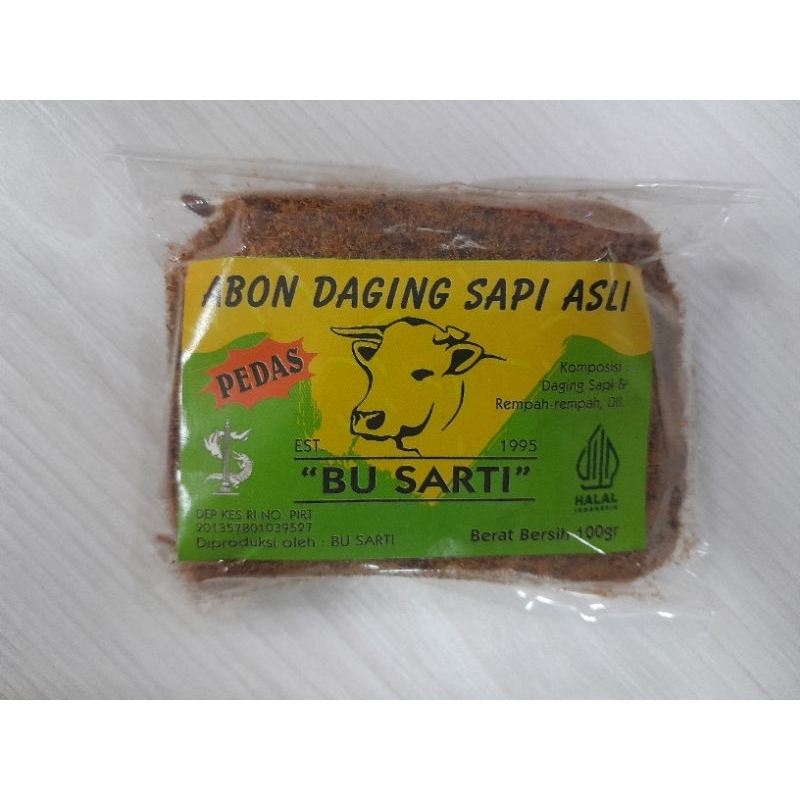 ABON DAGING SAPI ASLI
PEDAS
Komposisi :
Daging Sapi &
Rempah-rempah, Dll.
EST. 1995
"BU SARTI"
HALAL
INDONESIA
DEP KES RI NO. PIRT
201357801039527
Diproduksi oleh : BU SARTI
Berat Bersih 100gr